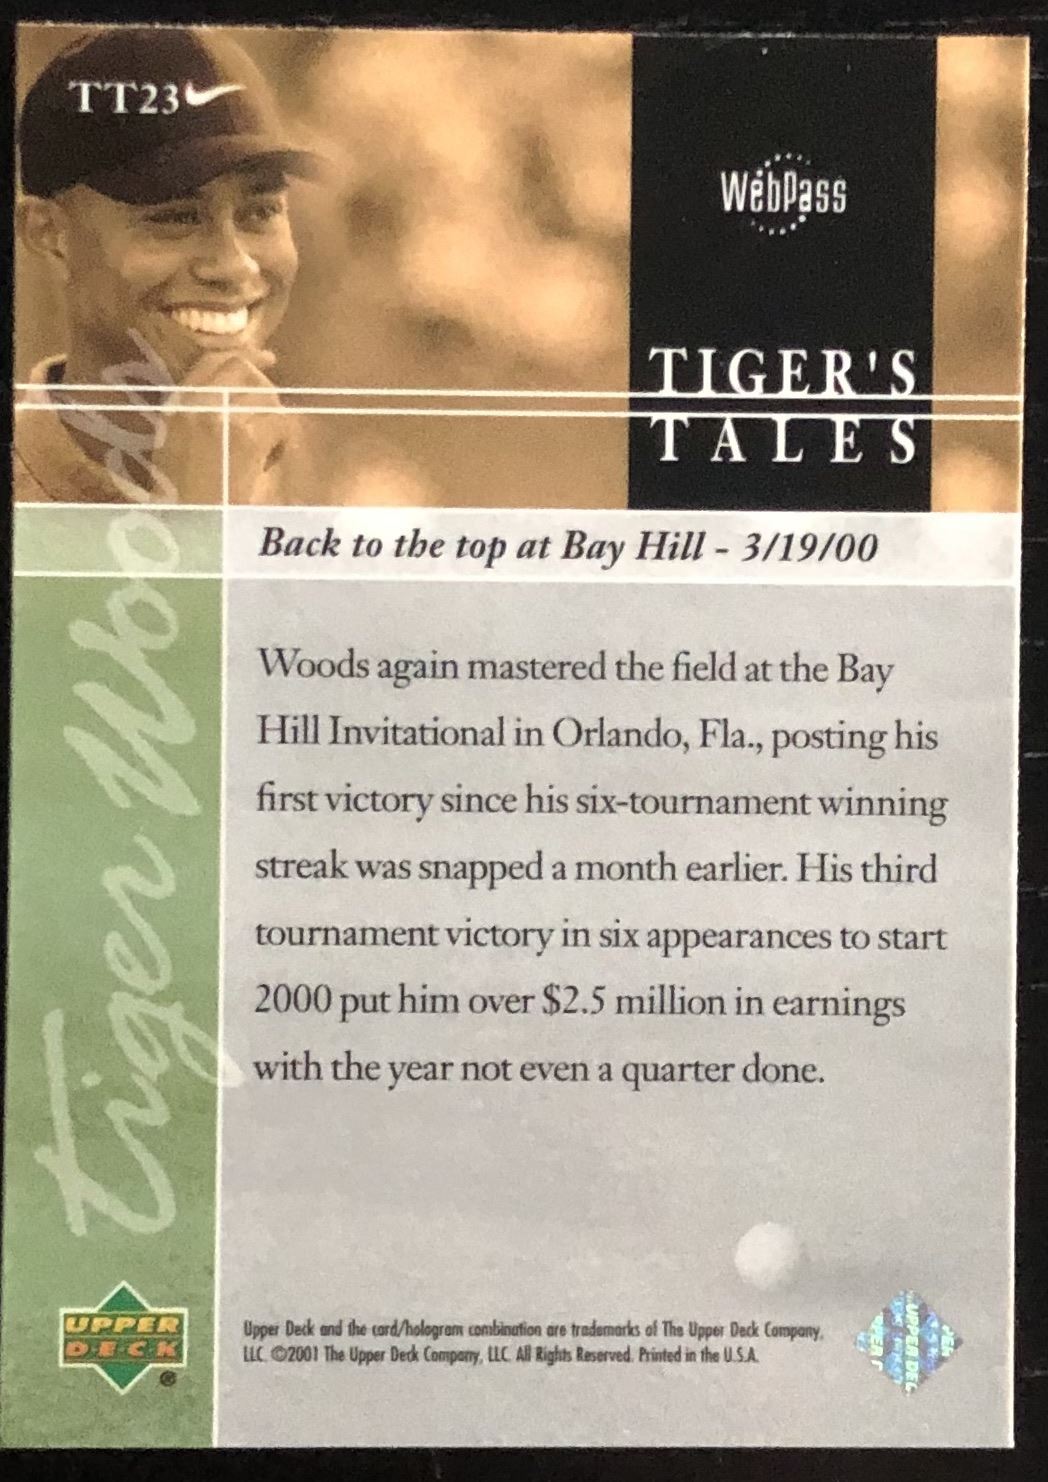 TT23
WebPass
TIGER'S
TALES
Back to the top at Bay Hill - 3/19/00
Woods again mastered the field at the Bay
Hill Invitational in Orlando, Fla., posting his
first victory since his six-tournament winning
streak was snapped a month earlier. His third
tournament victory in six appearances to start
2000 put him over $2.5 million in earnings
with the year not even a quarter done.
Tiger Woods
UPPER
DECK
®
Upper Deck and the card/hologram combination are trademarks of The Upper Deck Company,
LLC. ©2001 The Upper Deck Company, LLC. All Rights Reserved. Printed in the U.S.A.